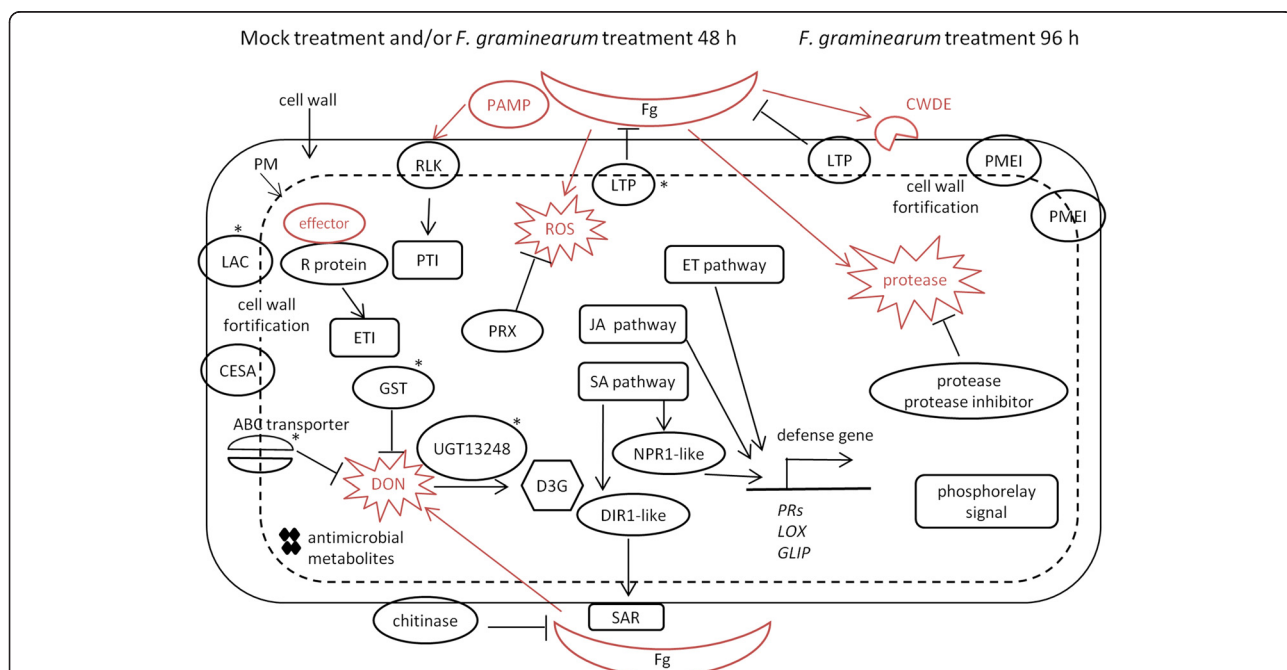 Mock treatment and/or F. graminearum treatment 48 h
F. graminearum treatment 96 h
cell wall
PAMP
Fg
CWDE
PM
RLK
LTP
*
LTP
PMEI
cell wall
fortification
PMEI
effector
R protein
*
LAC
PTI
ROS
ET pathway
protease
cell wall
fortification
ETI
PRX
JA pathway
CESA
GST
*
SA pathway
protease
protease inhibitor
ABC transporter
*
UGT13248
*
NPR1-like
defense gene
DON
D3G
DIR1-like
PRs
LOX
GLIP
phosphorelay
signal
antimicrobial
metabolites
chitinase
SAR
Fg